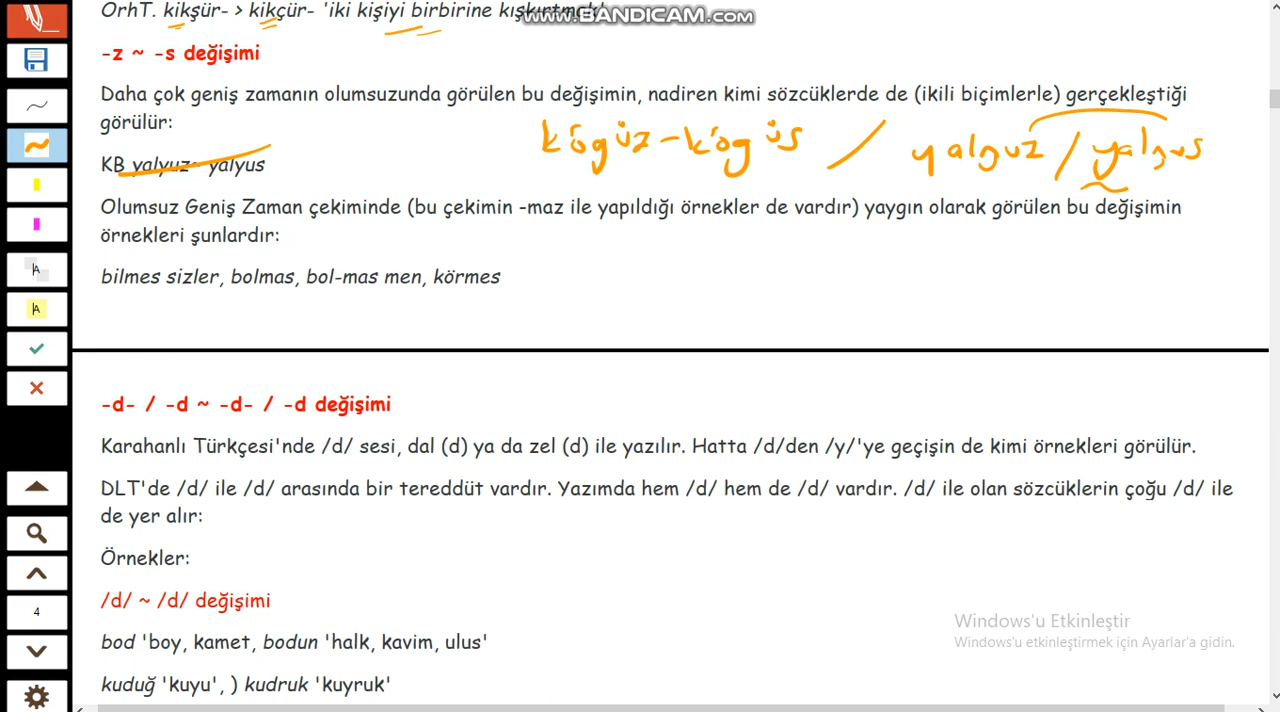 OrhT. kikşür- > kikçür- 'iki kişiyi birbirine kışkırtmak'
www.BANDICAM.com
-z ~ -s değişimi
Daha çok geniş zamanın olumsuzunda görülen bu değişimin, nadiren kimi sözcüklerde de (ikili biçimlerle) gerçekleştiği
görülür:
kögüz-kögüs / yalguz / yalgus
KB yalyuz~ yalyus
Olumsuz Geniş Zaman çekiminde (bu çekimin -maz ile yapıldığı örnekler de vardır) yaygın olarak görülen bu değişimin
örnekleri şunlardır:
bilmes sizler, bolmas, bol-mas men, körmes
-d- / -d ~ -d- / -d değişimi
Karahanlı Türkçesi'nde /d/ sesi, dal (d) ya da zel (d) ile yazılır. Hatta /d/den /y/'ye geçişin de kimi örnekleri görülür.
DLT'de /d/ ile /d/ arasında bir tereddüt vardır. Yazımda hem /d/ hem de /d/ vardır. /d/ ile olan sözcüklerin çoğu /d/ ile
de yer alır:
Örnekler:
/d/ ~ /d/ değişimi
bod 'boy, kamet, bodun 'halk, kavim, ulus'
kuduğ 'kuyu', ) kudruk 'kuyruk'
4
Windows'u Etkinleştir
Windows'u etkinleştirmek için Ayarlar'a gidin.